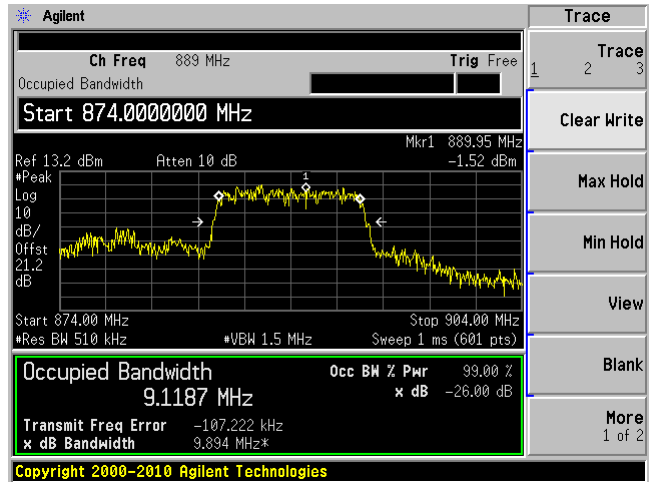 Agilent
Trace
Ch Freq 889 MHz Trig Free
Occupied Bandwidth
Start 874.0000000 MHz
Mkr1 889.95 MHz
Ref 13.2 dBm Atten 10 dB -1.52 dBm
#Peak
Log
10
dB/
Offst
21.2
dB
1
Start 874.00 MHz Stop 904.00 MHz
#Res BW 510 kHz #VBW 1.5 MHz Sweep 1 ms (601 pts)
Occupied Bandwidth Occ BW % Pwr 99.00 %
9.1187 MHz x dB -26.00 dB
Transmit Freq Error -107.222 kHz
x dB Bandwidth 9.894 MHz*
Copyright 2000-2010 Agilent Technologies
Trace
1 2 3
Clear Write
Max Hold
Min Hold
View
Blank
More
1 of 2